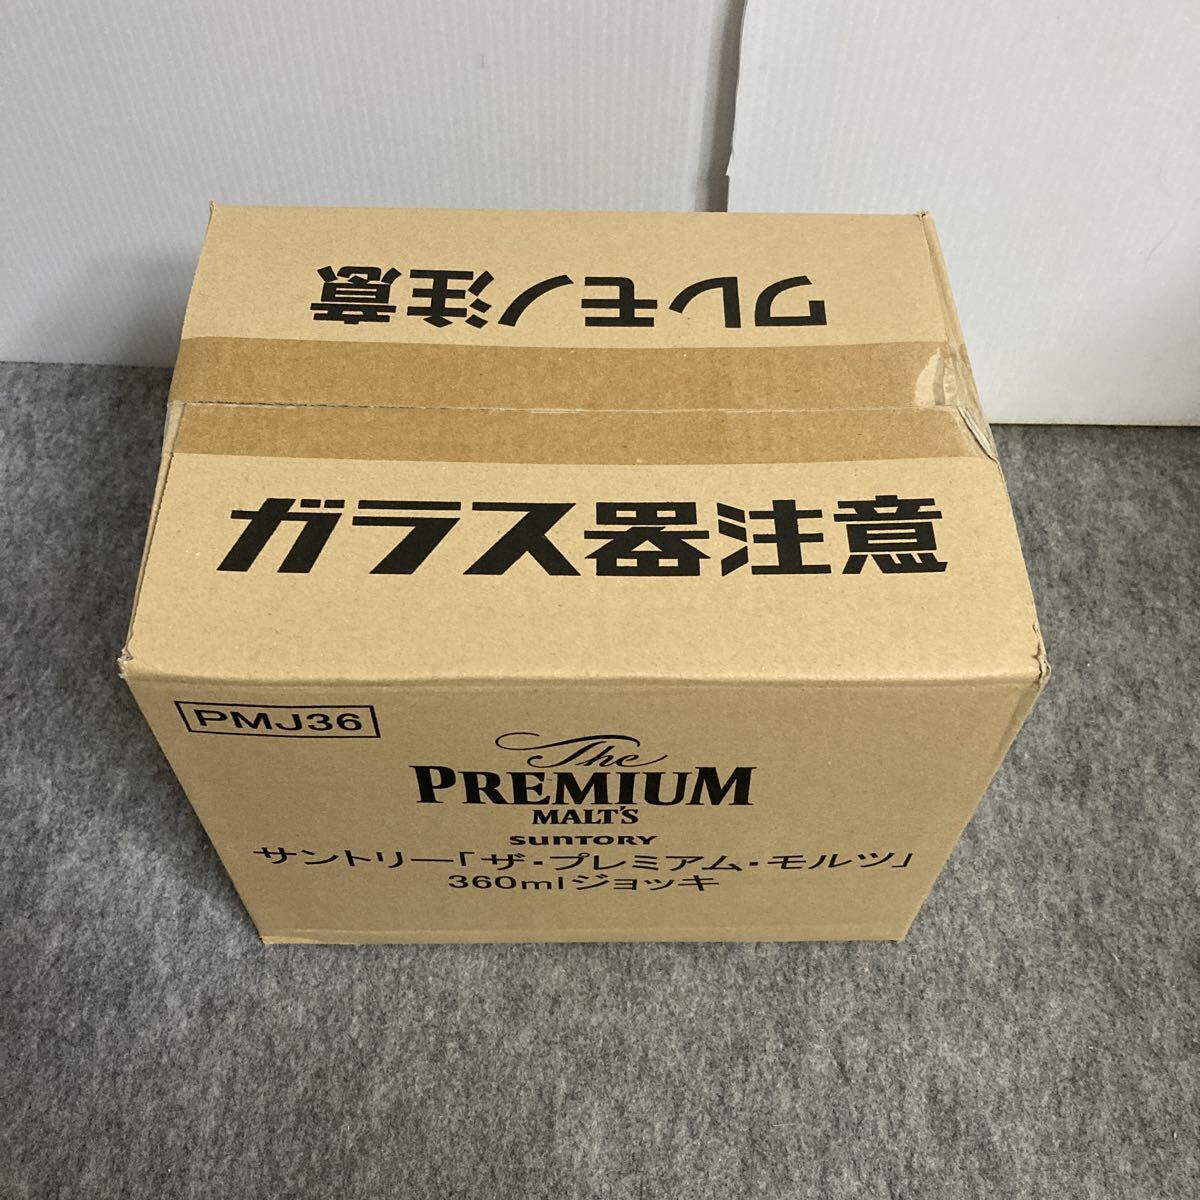 ワレモノ注意
ガラス器注意
PMJ36
The
PREMIUM
MALT'S
SUNTORY
サントリー「ザ・プレミアム・モルツ」
360mlジョッキ